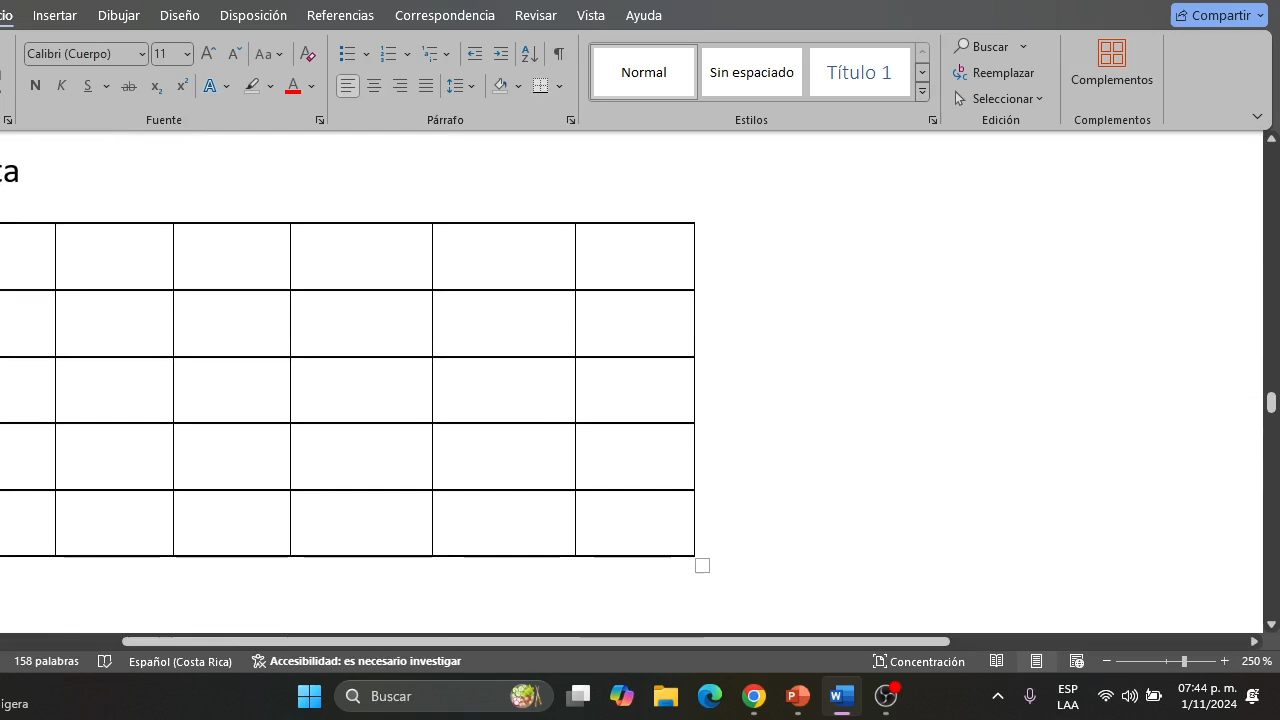 cio Insertar Dibujar Diseño Disposición Referencias Correspondencia Revisar Vista Ayuda Compartir
Calibri (Cuerpo) 11 Aa Normal Sin espaciado Título 1 Buscar
Reemplazar
Complementos
N K S ab x₂ x² A A Seleccionar
Fuente Párrafo Estilos Edición Complementos
ta
158 palabras Español (Costa Rica) Accesibilidad: es necesario investigar Concentración 250 %
igera Buscar ESP LAA 07:44 p. m. 1/11/2024